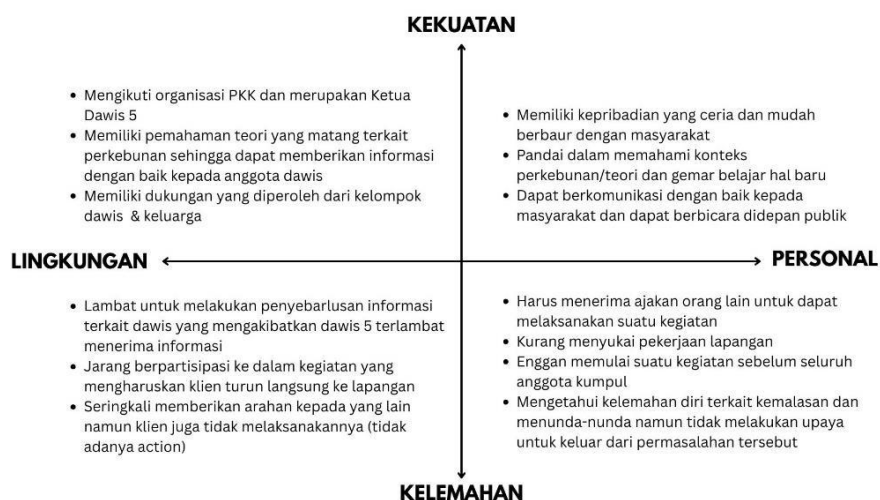 KEKUATAN
• Mengikuti organisasi PKK dan merupakan Ketua
Dawis 5
• Memiliki pemahaman teori yang matang terkait
perkebunan sehingga dapat memberikan informasi
dengan baik kepada anggota dawis
• Memiliki dukungan yang diperoleh dari kelompok
dawis & keluarga
• Memiliki kepribadian yang ceria dan mudah
berbaur dengan masyarakat
• Pandai dalam memahami konteks
perkebunan/teori dan gemar belajar hal baru
• Dapat berkomunikasi dengan baik kepada
masyarakat dan dapat berbicara didepan publik
LINGKUNGAN
PERSONAL
• Lambat untuk melakukan penyebarlusan informasi
terkait dawis yang mengakibatkan dawis 5 terlambat
menerima informasi
• Jarang berpartisipasi ke dalam kegiatan yang
mengharuskan klien turun langsung ke lapangan
• Seringkali memberikan arahan kepada yang lain
namun klien juga tidak melaksanakannya (tidak
adanya action)
• Harus menerima ajakan orang lain untuk dapat
melaksanakan suatu kegiatan
• Kurang menyukai pekerjaan lapangan
• Enggan memulai suatu kegiatan sebelum seluruh
anggota kumpul
• Mengetahui kelemahan diri terkait kemalasan dan
menunda-nunda namun tidak melakukan upaya
untuk keluar dari permasalahan tersebut
KELEMAHAN